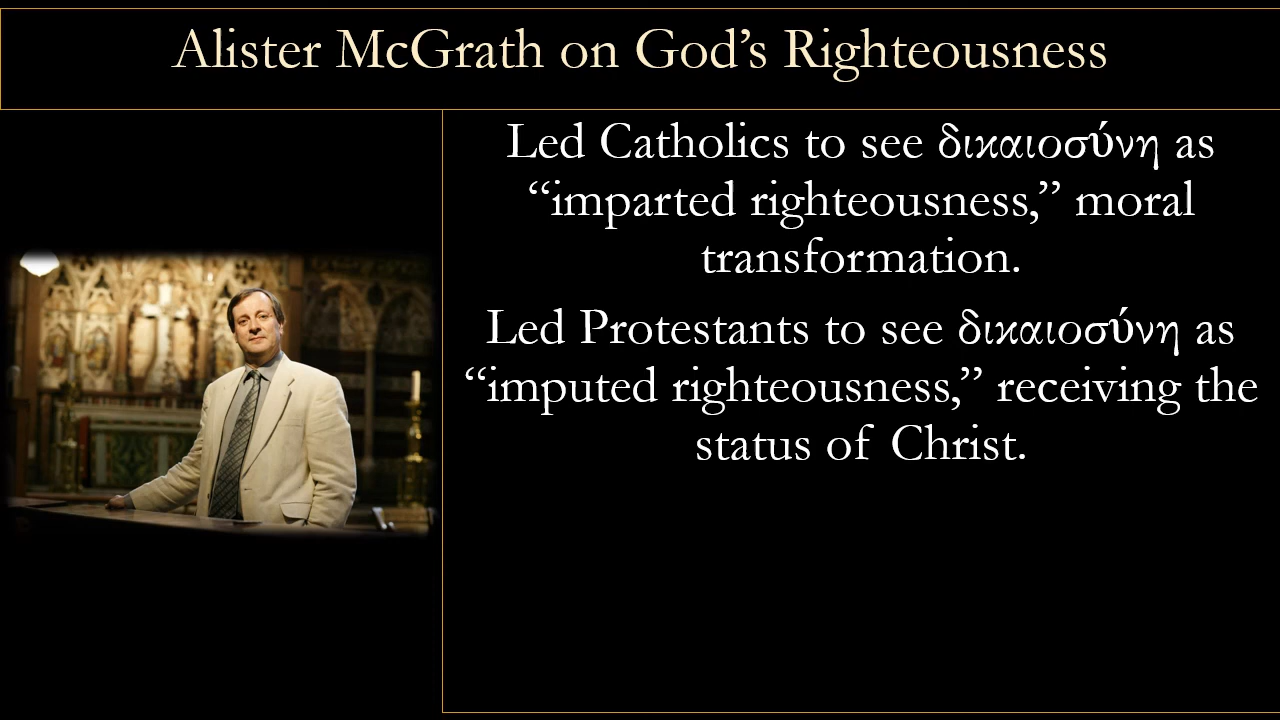 Alister McGrath on God’s Righteousness
Led Catholics to see δικαιοσύνη as
“imparted righteousness,” moral
transformation.
Led Protestants to see δικαιοσύνη as
“imputed righteousness,” receiving the
status of Christ.